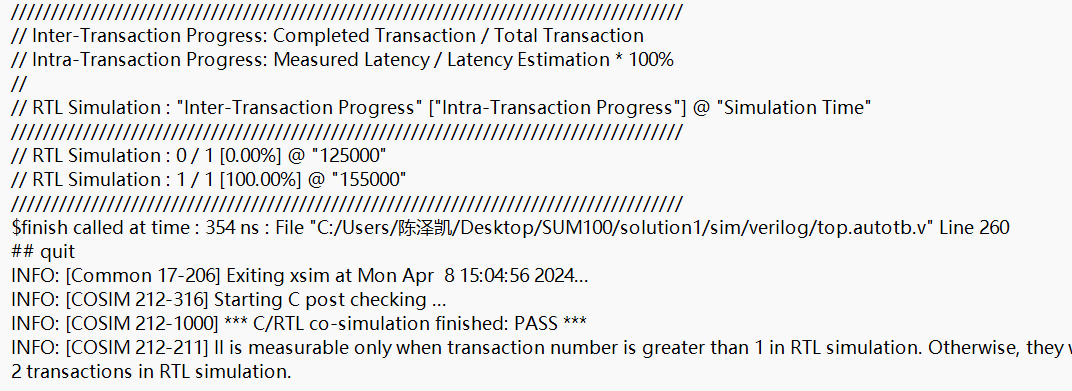 ////////////////////////////////////////////////////////////////////////////////////
// Inter-Transaction Progress: Completed Transaction / Total Transaction
// Intra-Transaction Progress: Measured Latency / Latency Estimation * 100%
//
// RTL Simulation : "Inter-Transaction Progress" ["Intra-Transaction Progress"] @ "Simulation Time"
////////////////////////////////////////////////////////////////////////////////////
// RTL Simulation : 0 / 1 [0.00%] @ "125000"
// RTL Simulation : 1 / 1 [100.00%] @ "155000"
////////////////////////////////////////////////////////////////////////////////////
$finish called at time : 354 ns : File "C:/Users/陈泽凯/Desktop/SUM100/solution1/sim/verilog/top.autotb.v" Line 260
## quit
INFO: [Common 17-206] Exiting xsim at Mon Apr  8 15:04:56 2024...
INFO: [COSIM 212-316] Starting C post checking ...
INFO: [COSIM 212-1000] *** C/RTL co-simulation finished: PASS ***
INFO: [COSIM 212-211] II is measurable only when transaction number is greater than 1 in RTL simulation. Otherwise, they
2 transactions in RTL simulation.